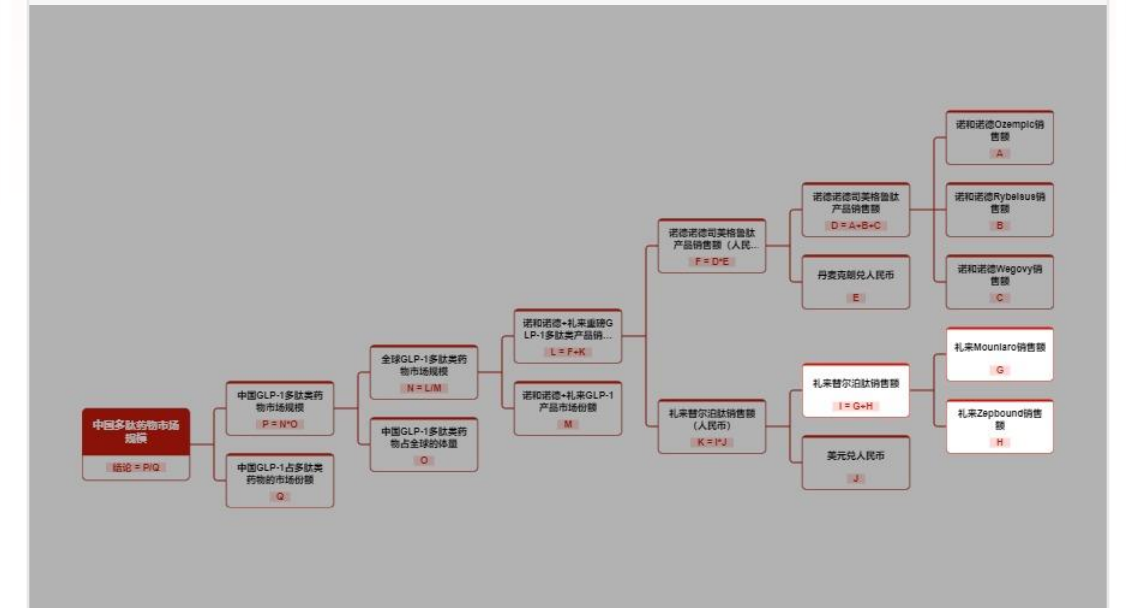 中国多肽药物市场
规模
结论 = P/Q
中国GLP-1多肽类药
物市场规模
P = N*O
中国GLP-1占多肽类
药物的市场份额
Q
全球GLP-1多肽类药
物市场规模
N = L/M
中国GLP-1多肽类药
物占全球的体量
O
诺和诺德+礼来重磅G
LP-1多肽类产品销...
L = F+K
诺和诺德+礼来GLP-1
产品市场份额
M
诺德诺德司美格鲁肽
产品销售额（人民...
F = D*E
礼来替尔泊肽销售额
（人民币）
K = I*J
诺德诺德司美格鲁肽
产品销售额
D = A+B+C
丹麦克朗兑人民币
E
礼来替尔泊肽销售额
I = G+H
美元兑人民币
J
诺和诺德Ozempic销
售额
A
诺和诺德Rybelsus销
售额
B
诺和诺德Wegovy销
售额
C
礼来Mounjaro销售额
G
礼来Zepbound销售
额
H